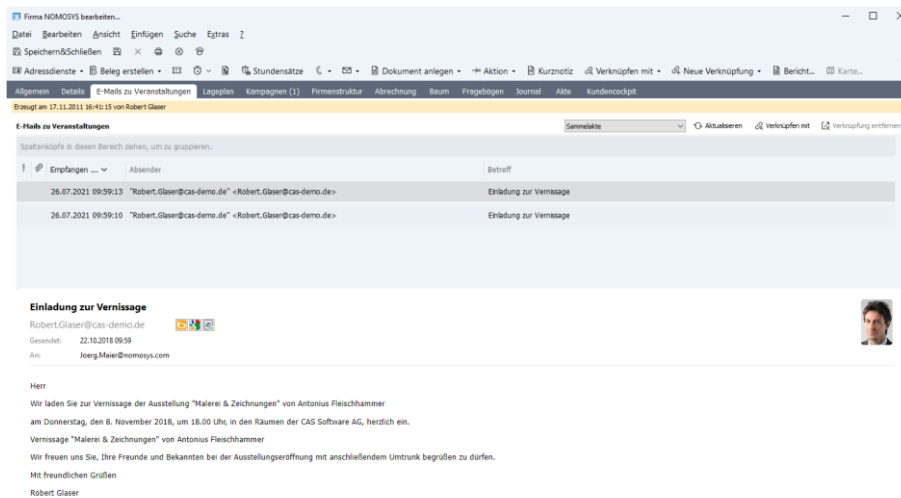 Firma NOMOSYS bearbeiten...
Datei Bearbeiten Ansicht Einfügen Suche Extras ?
Speichern&Schließen
Adressdienste Beleg erstellen Stundensätze Dokument anlegen Aktion Kurznotiz Verknüpfen mit Neue Verknüpfung Bericht... Karte...
Allgemein Details E-Mails zu Veranstaltungen Lageplan Kampagnen (1) Firmenstruktur Abrechnung Baum Fragebögen Journal Akte Kundencockpit
Erzeugt am 17.11.2011 16:41:15 von Robert Glaser
E-Mails zu Veranstaltungen Sammelakte Aktualisieren Verknüpfen mit Verknüpfung entfernen
Spaltenköpfe in diesen Bereich ziehen, um zu gruppieren.
! Empfangen ... Absender Betreff
26.07.2021 09:59:13 "Robert.Glaser@cas-demo.de" <Robert.Glaser@cas-demo.de> Einladung zur Vernissage
26.07.2021 09:59:10 "Robert.Glaser@cas-demo.de" <Robert.Glaser@cas-demo.de> Einladung zur Vernissage
Einladung zur Vernissage
Robert.Glaser@cas-demo.de
Gesendet: 22.10.2018 09:59
An: Joerg.Maier@nomosys.com
Herr
Wir laden Sie zur Vernissage der Ausstellung "Malerei & Zeichnungen" von Antonius Fleischhammer
am Donnerstag, den 8. November 2018, um 18.00 Uhr, in den Räumen der CAS Software AG, herzlich ein.
Vernissage "Malerei & Zeichnungen" von Antonius Fleischhammer
Wir freuen uns Sie, Ihre Freunde und Bekannten bei der Ausstellungseröffnung mit anschließendem Umtrunk begrüßen zu dürfen.
Mit freundlichen Grüßen
Robert Glaser